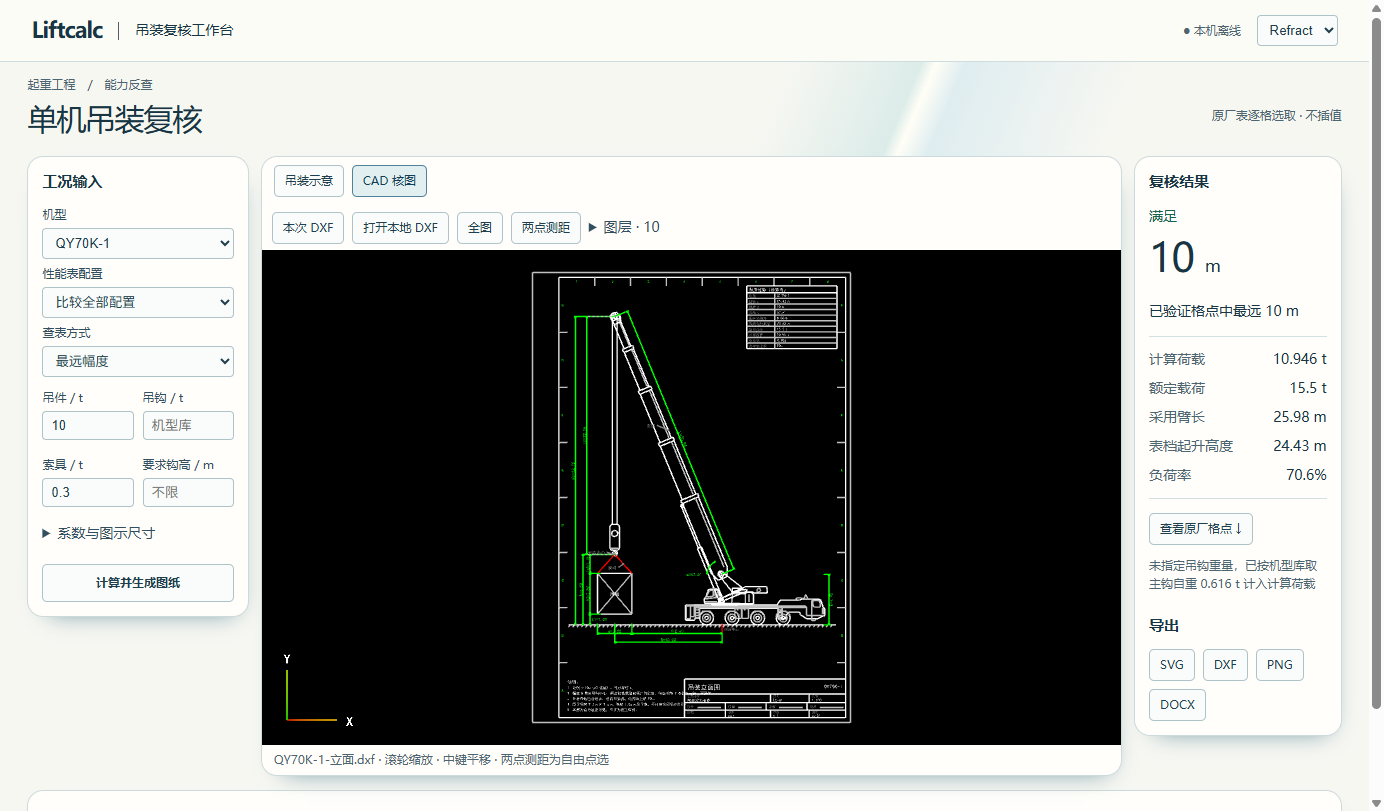 Liftcalc
吊装复核工作台
本机离线
Refract
起重工程 / 能力反查
单机吊装复核
原厂表逐格选取 · 不插值
工况输入
机型
QY70K-1
性能表配置
比较全部配置
查表方式
最远幅度
吊件 / t
吊钩 / t
10
机型库
索具 / t
要求钩高 / m
0.3
不限
系数与图示尺寸
计算并生成图纸
吊装示意
CAD 核图
本次 DXF
打开本地 DXF
全图
两点测距
图层 · 10
吊装立面图
Y
X
QY70K-1-立面.dxf · 滚轮缩放 · 中键平移 · 两点测距为自由点选
复核结果
满足
10 m
已验证格点中最远 10 m
计算荷载 10.946 t
额定载荷 15.5 t
采用臂长 25.98 m
表档起升高度 24.43 m
负荷率 70.6%
查看原厂格点↓
未指定吊钩重量，已按机型库取
主钩自重 0.616 t 计入计算荷载
导出
SVG
DXF
PNG
DOCX